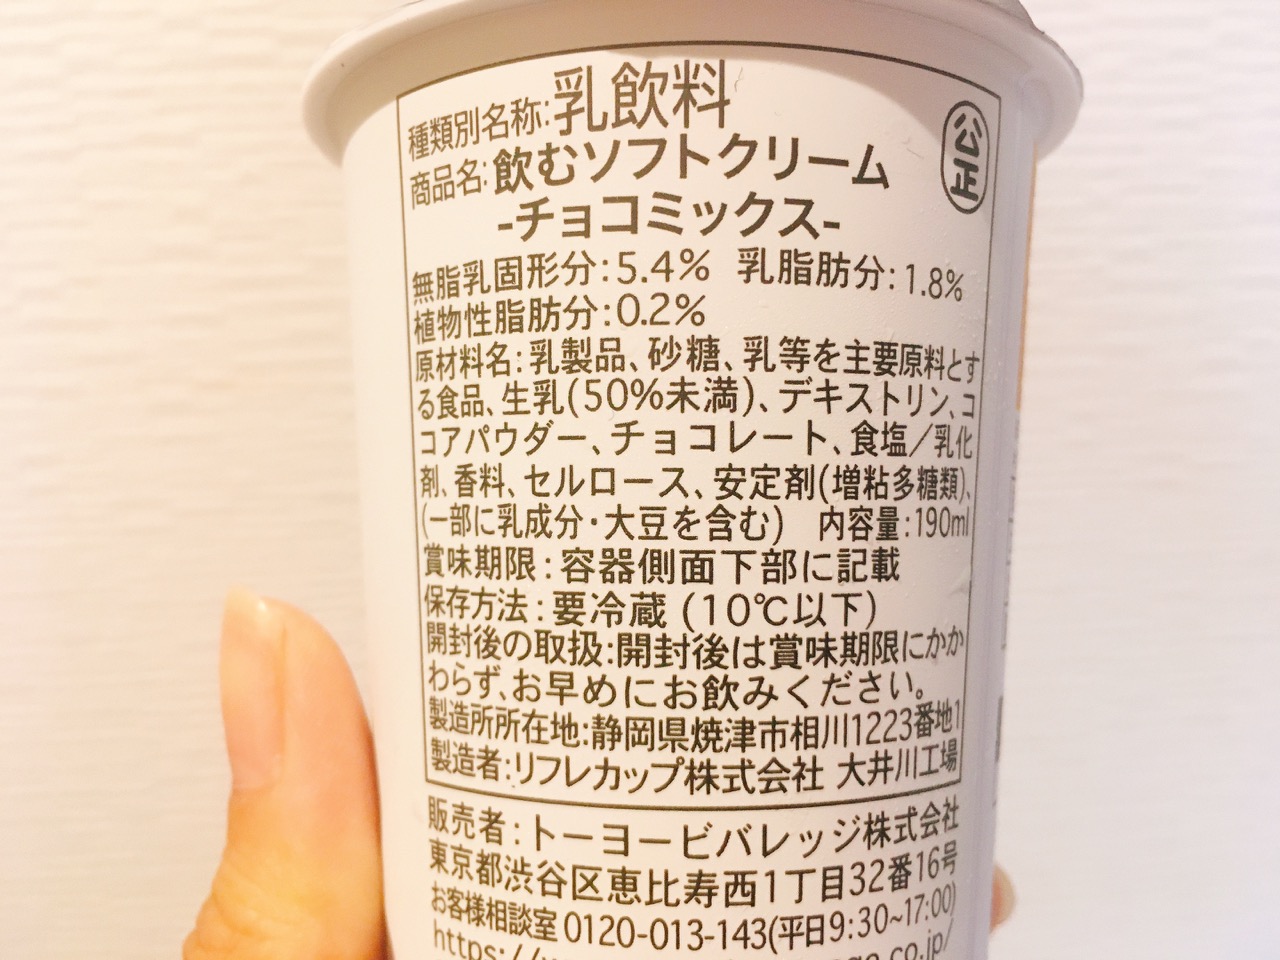 種類別名称:乳飲料
商品名:飲むソフトクリーム
-チョコミックス-
公正
無脂乳固形分:5.4% 乳脂肪分:1.8%
植物性脂肪分:0.2%
原材料名:乳製品、砂糖、乳等を主要原料とす
る食品、生乳(50%未満)、デキストリン、コ
コアパウダー、チョコレート、食塩/乳化
剤、香料、セルロース、安定剤(増粘多糖類)、
(一部に乳成分・大豆を含む) 内容量:190ml
賞味期限:容器側面下部に記載
保存方法:要冷蔵(10℃以下)
開封後の取扱:開封後は賞味期限にかか
わらず、お早めにお飲みください。
製造所所在地:静岡県焼津市相川1223番地1
製造者:リフレカップ株式会社 大井川工場
販売者:トーヨービバレッジ株式会社
東京都渋谷区恵比寿西1丁目32番16号
お客様相談室0120-013-143(平日9:30~17:00)